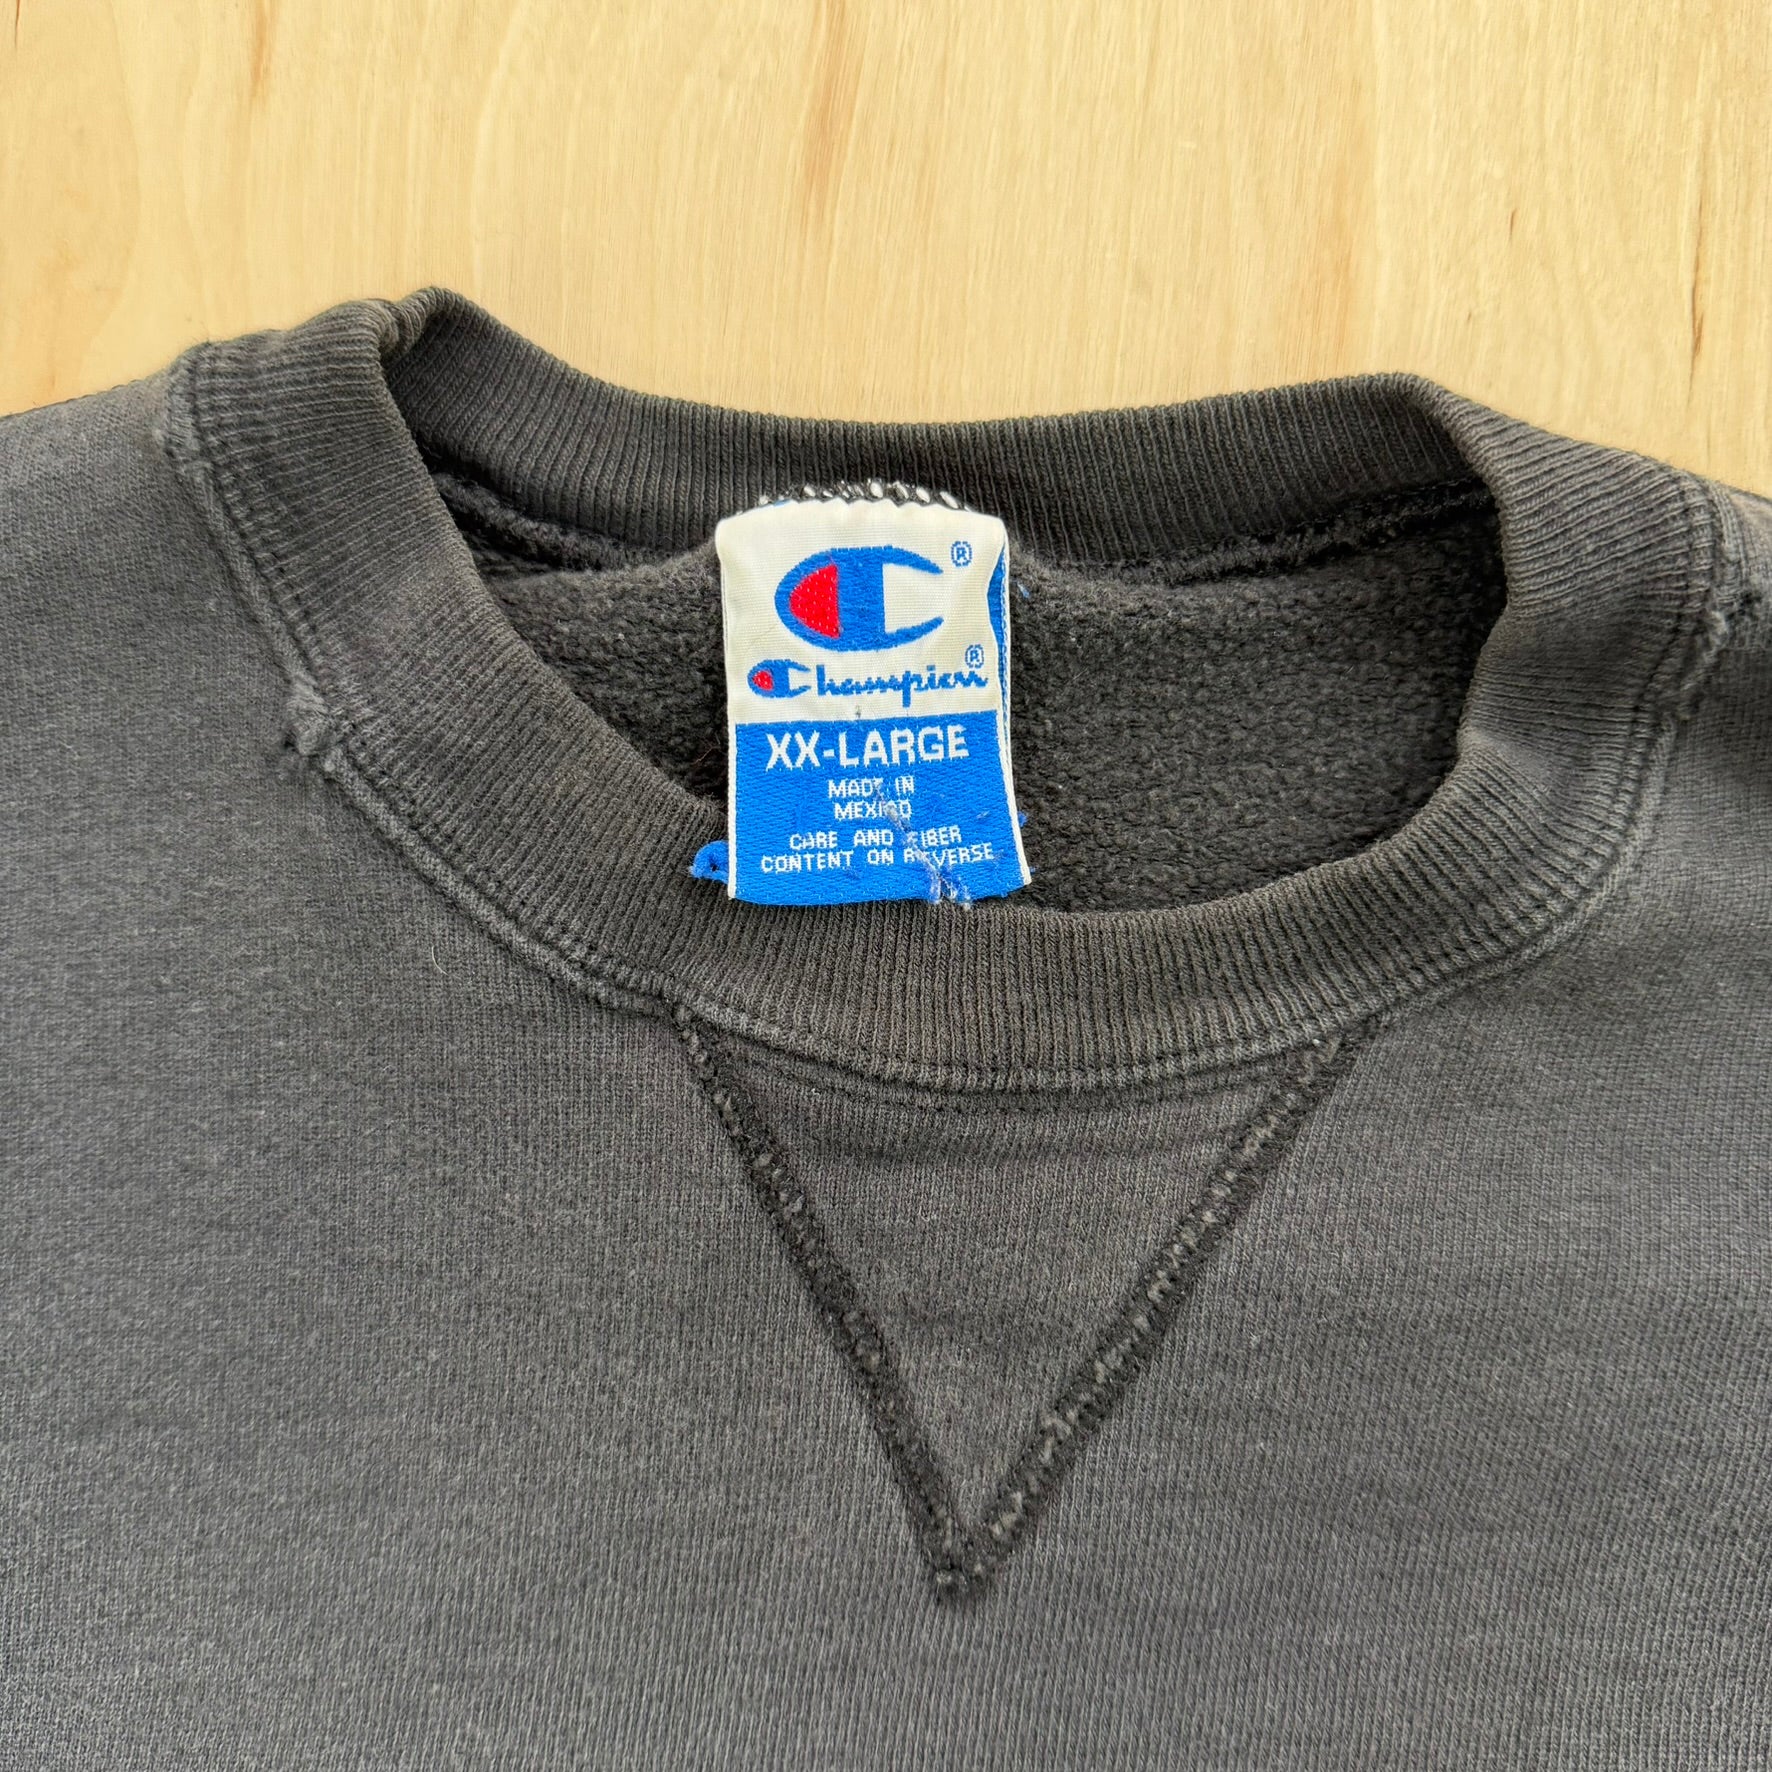 ®
Champion®
XX-LARGE
MADE IN
MEXICO
CARE AND FIBER
CONTENT ON REVERSE